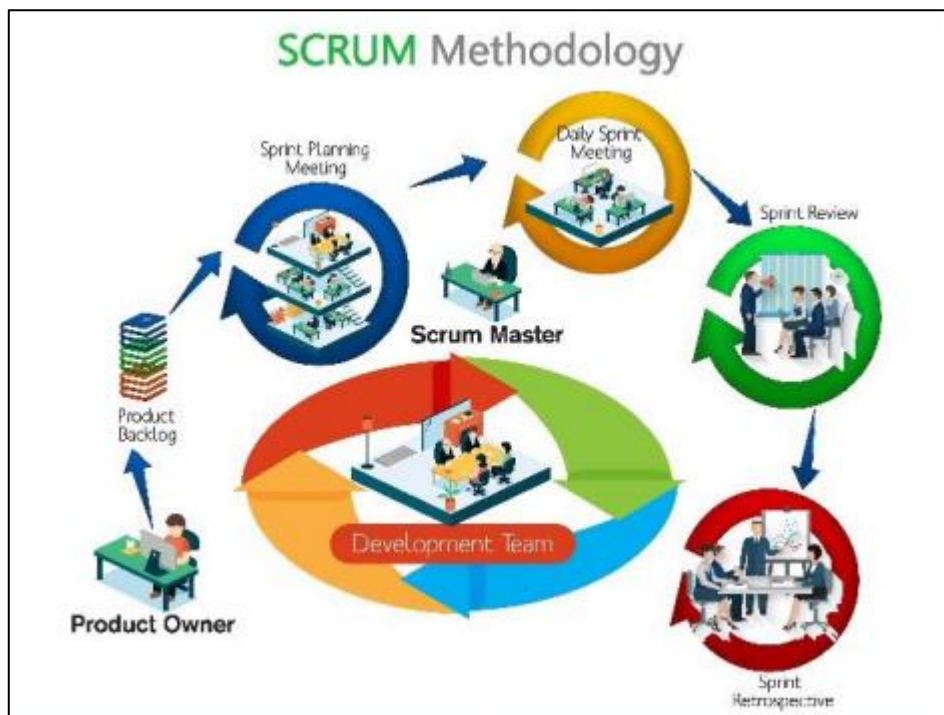 SCRUM Methodology
Sprint Planning
Meeting
Daily Sprint
Meeting
Sprint Review
Scrum Master
Product
Backlog
Development Team
Product Owner
Sprint
Retrospective